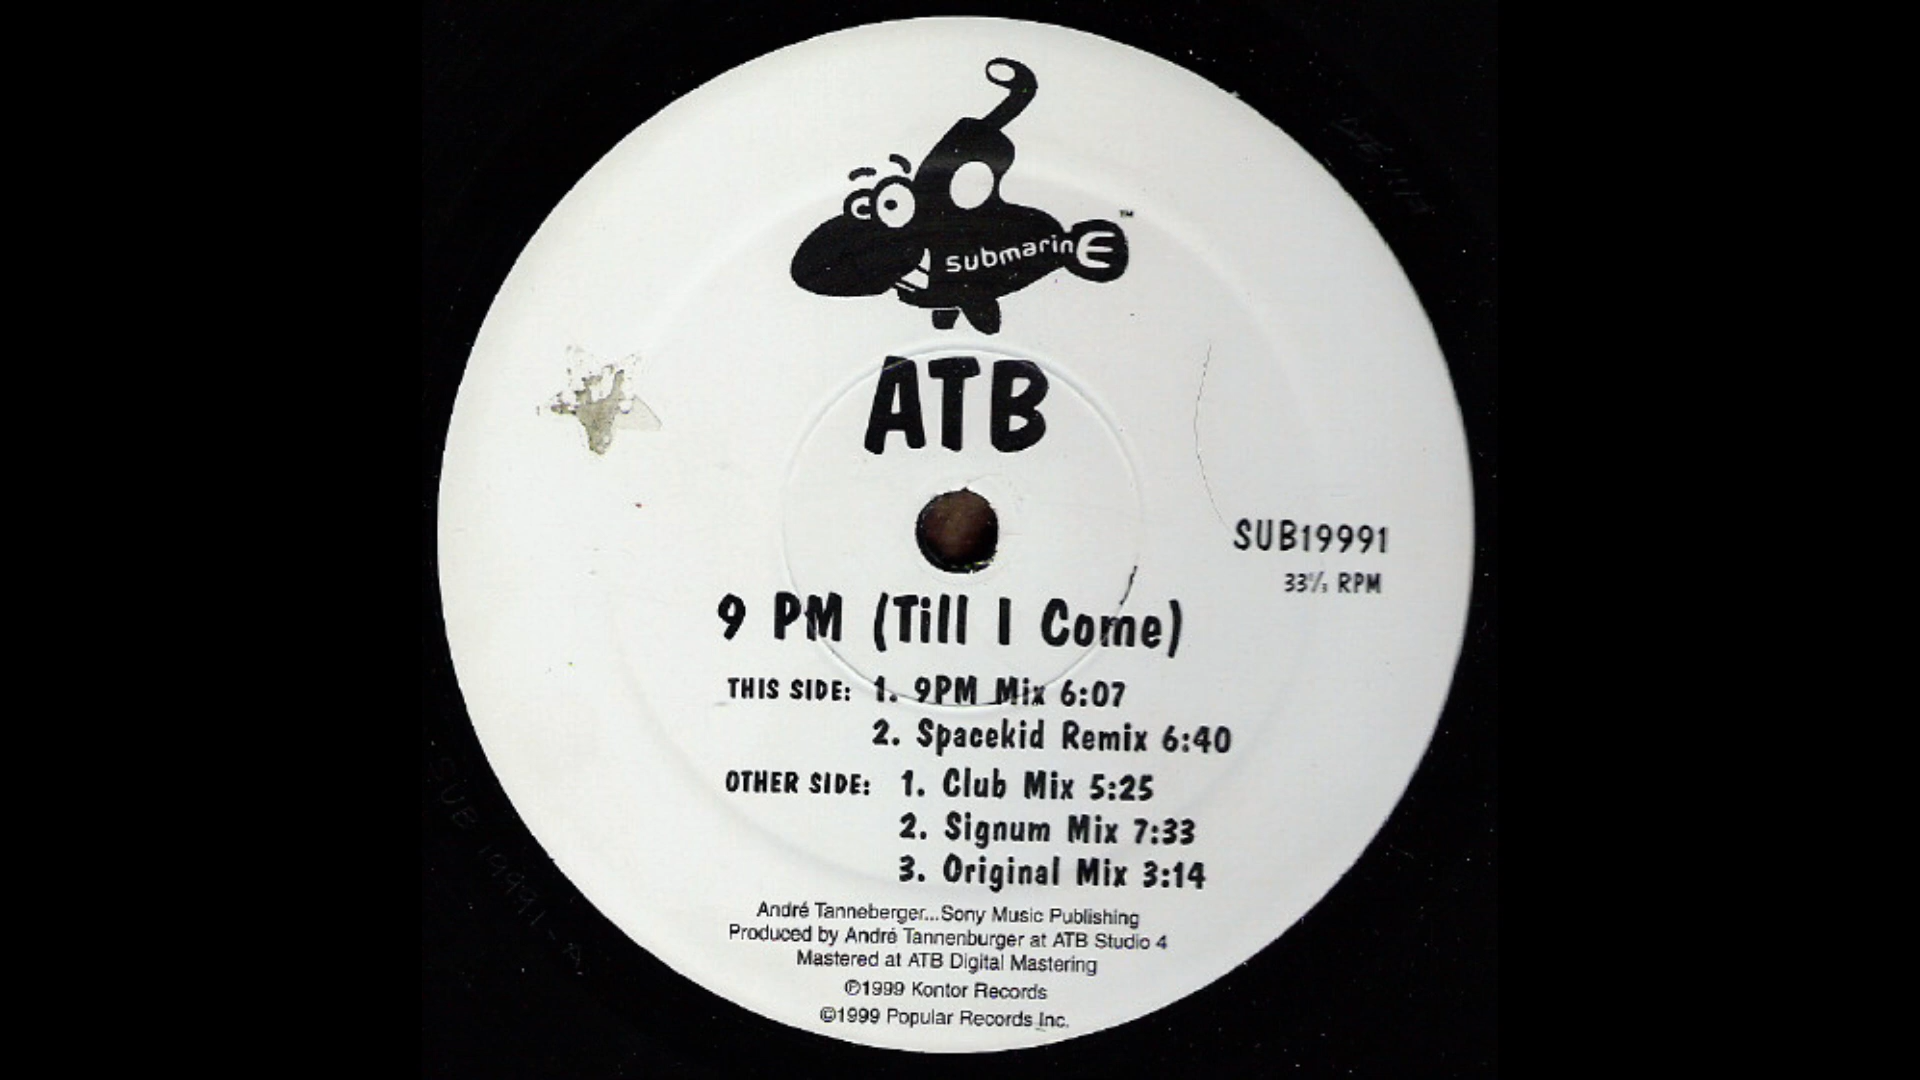 submarinE™
ATB
SUB19991
33⅓ RPM
9 PM (Till I Come)
THIS SIDE: 1. 9PM Mix 6:07
2. Spacekid Remix 6:40
OTHER SIDE: 1. Club Mix 5:25
2. Signum Mix 7:33
3. Original Mix 3:14
André Tanneberger...Sony Music Publishing
Produced by André Tannenburger at ATB Studio 4
Mastered at ATB Digital Mastering
℗1999 Kontor Records
©1999 Popular Records Inc.
SUB 19991-A